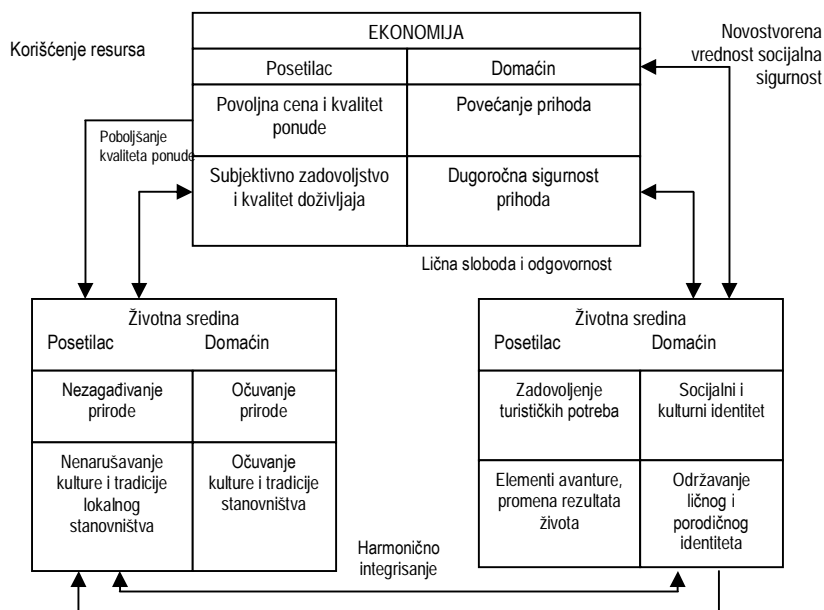 EKONOMIJA
Korišćenje resursa
Novostvorena
vrednost socijalna
sigurnost
Posetilac
Domaćin
Povoljna cena i kvalitet
ponude
Povećanje prihoda
Poboljšanje
kvaliteta ponude
Subjektivno zadovoljstvo
i kvalitet doživljaja
Dugoročna sigurnost
prihoda
Lična sloboda i odgovornost
Životna sredina
Posetilac
Domaćin
Nezagađivanje
prirode
Očuvanje
prirode
Nenarušavanje
kulture i tradicije
lokalnog
stanovništva
Očuvanje
kulture i tradicije
stanovništva
Životna sredina
Posetilac
Domaćin
Zadovoljenje
turističkih potreba
Socijalni i
kulturni identitet
Elementi avanture,
promena rezultata
života
Održavanje
ličnog i
porodičnog
identiteta
Harmonično
integrisanje